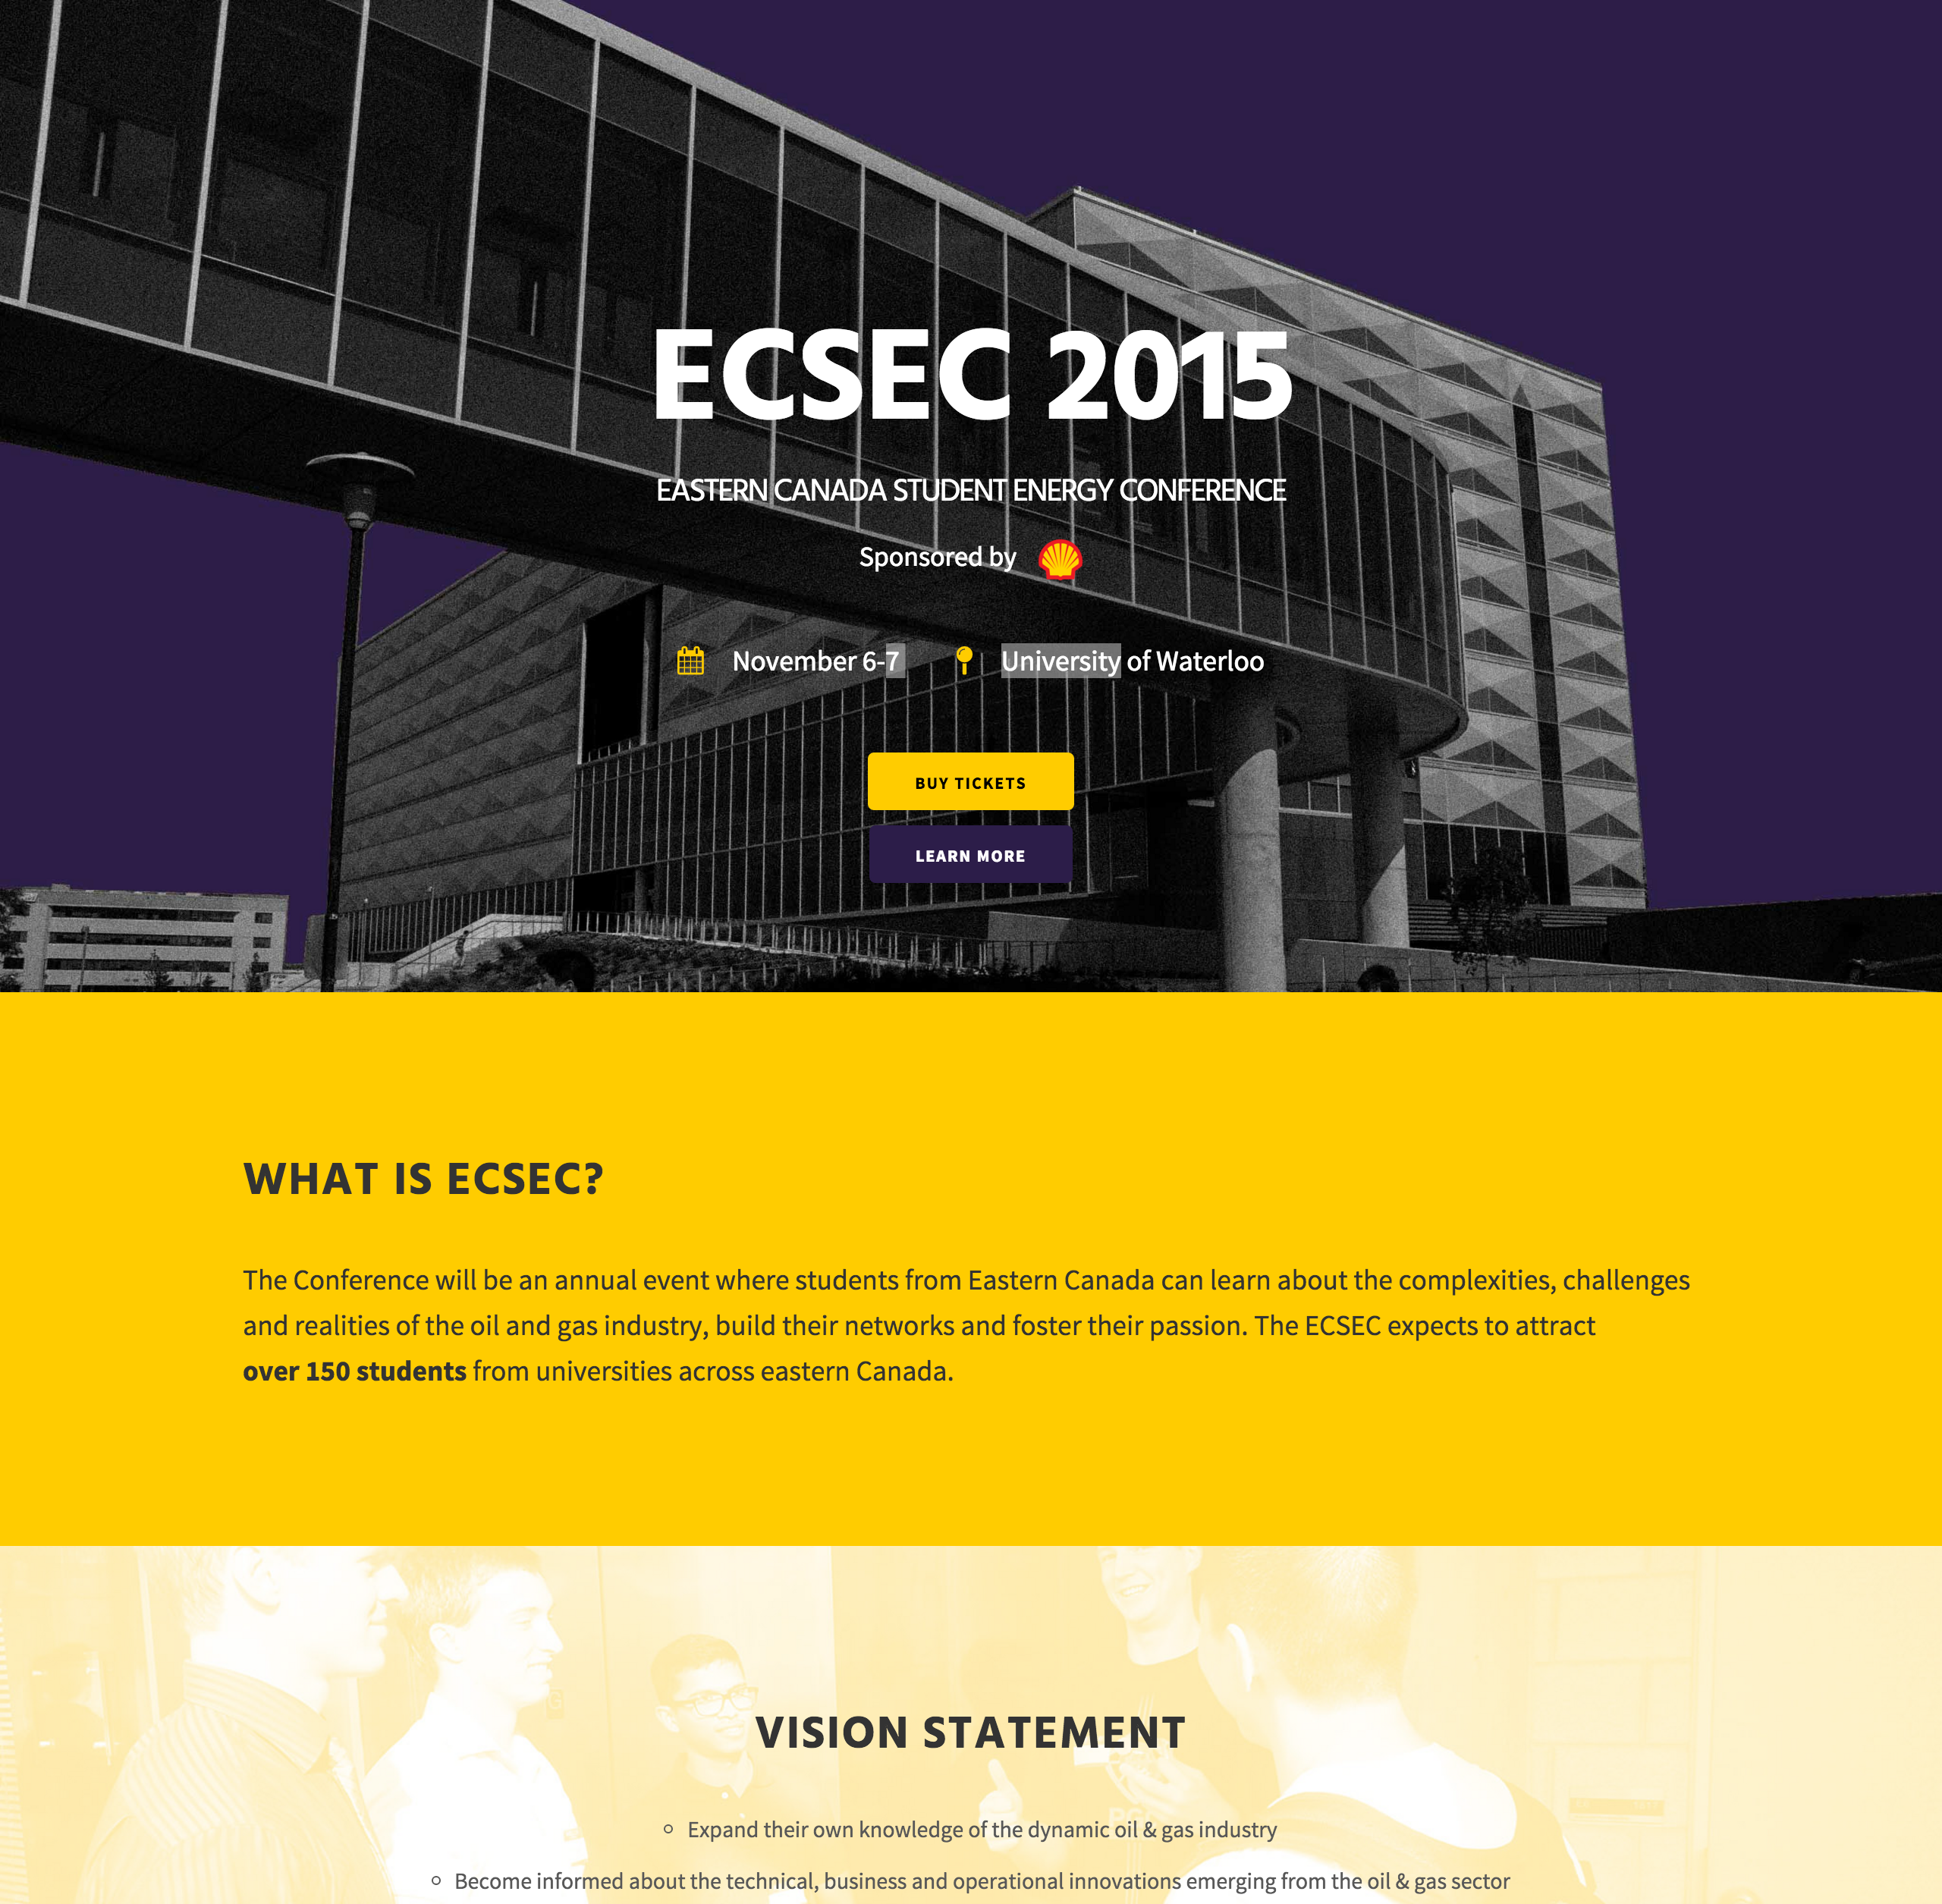 ECSEC 2015
EASTERN CANADA STUDENT ENERGY CONFERENCE
Sponsored by
November 6-7 University of Waterloo
BUY TICKETS
LEARN MORE
WHAT IS ECSEC?
The Conference will be an annual event where students from Eastern Canada can learn about the complexities, challenges
and realities of the oil and gas industry, build their networks and foster their passion. The ECSEC expects to attract
over 150 students from universities across eastern Canada.
VISION STATEMENT
Expand their own knowledge of the dynamic oil & gas industry
Become informed about the technical, business and operational innovations emerging from the oil & gas sector